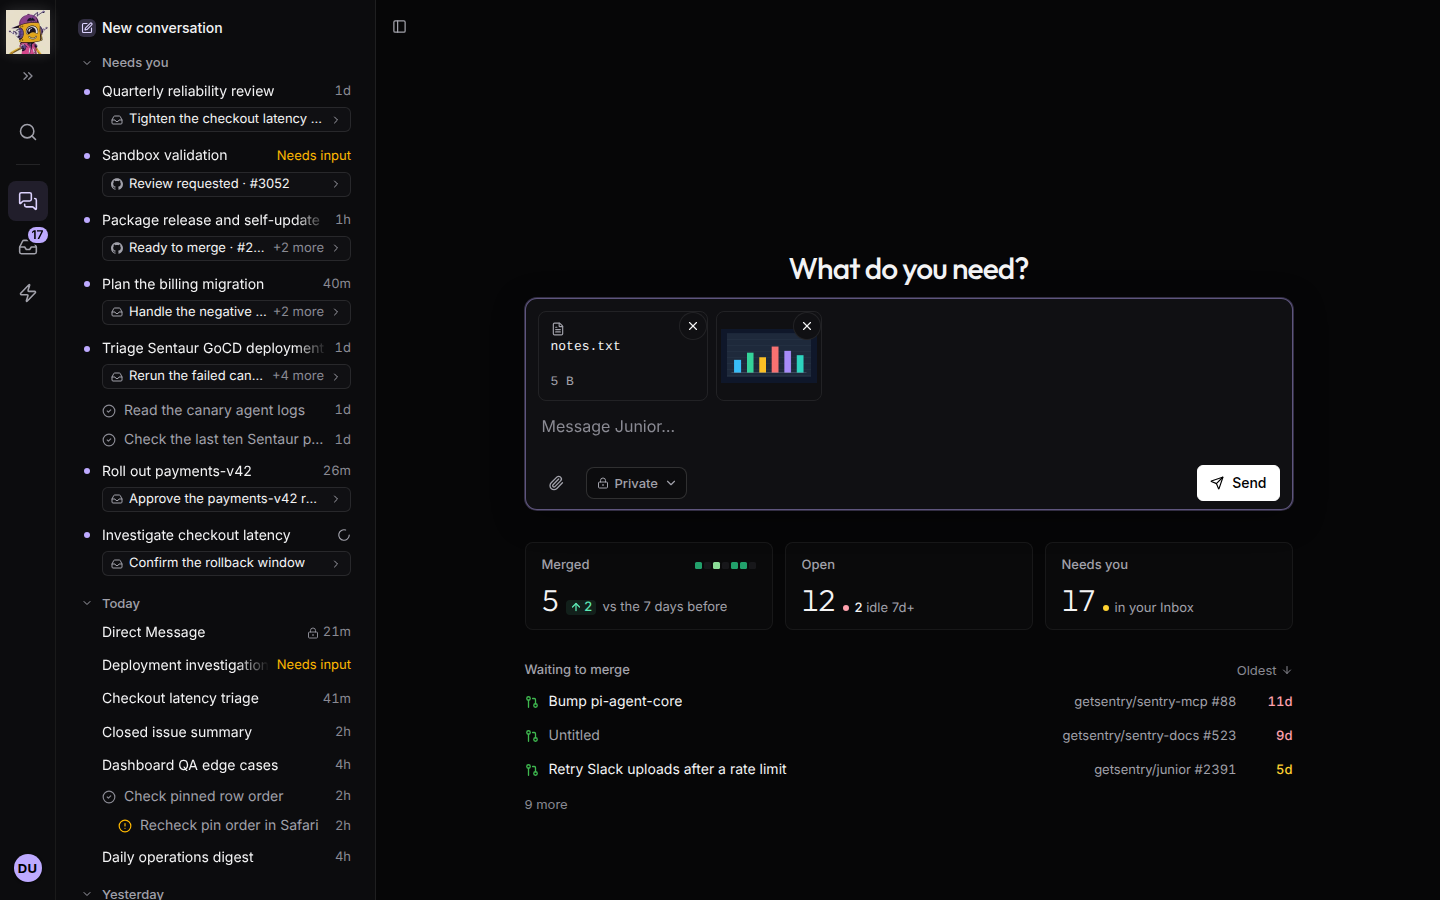 New conversation
Needs you
Quarterly reliability review 1d
Tighten the checkout latency ...
Sandbox validation Needs input
Review requested · #3052
Package release and self-update 1h
Ready to merge · #2... +2 more
Plan the billing migration 40m
Handle the negative ... +2 more
Triage Sentaur GoCD deployment 1d
Rerun the failed can... +4 more
Read the canary agent logs 1d
Check the last ten Sentaur p... 1d
Roll out payments-v42 26m
Approve the payments-v42 r...
Investigate checkout latency
Confirm the rollback window
Today
Direct Message 21m
Deployment investigation Needs input
Checkout latency triage 41m
Closed issue summary 2h
Dashboard QA edge cases 4h
Check pinned row order 2h
Recheck pin order in Safari 2h
Daily operations digest 4h
Yesterday
17
DU
What do you need?
notes.txt
5 B
Message Junior...
Private
Send
Merged
5 2 vs the 7 days before
Open
12 2 idle 7d+
Needs you
17 in your Inbox
Waiting to merge Oldest
Bump pi-agent-core getsentry/sentry-mcp #88 11d
Untitled getsentry/sentry-docs #523 9d
Retry Slack uploads after a rate limit getsentry/junior #2391 5d
9 more